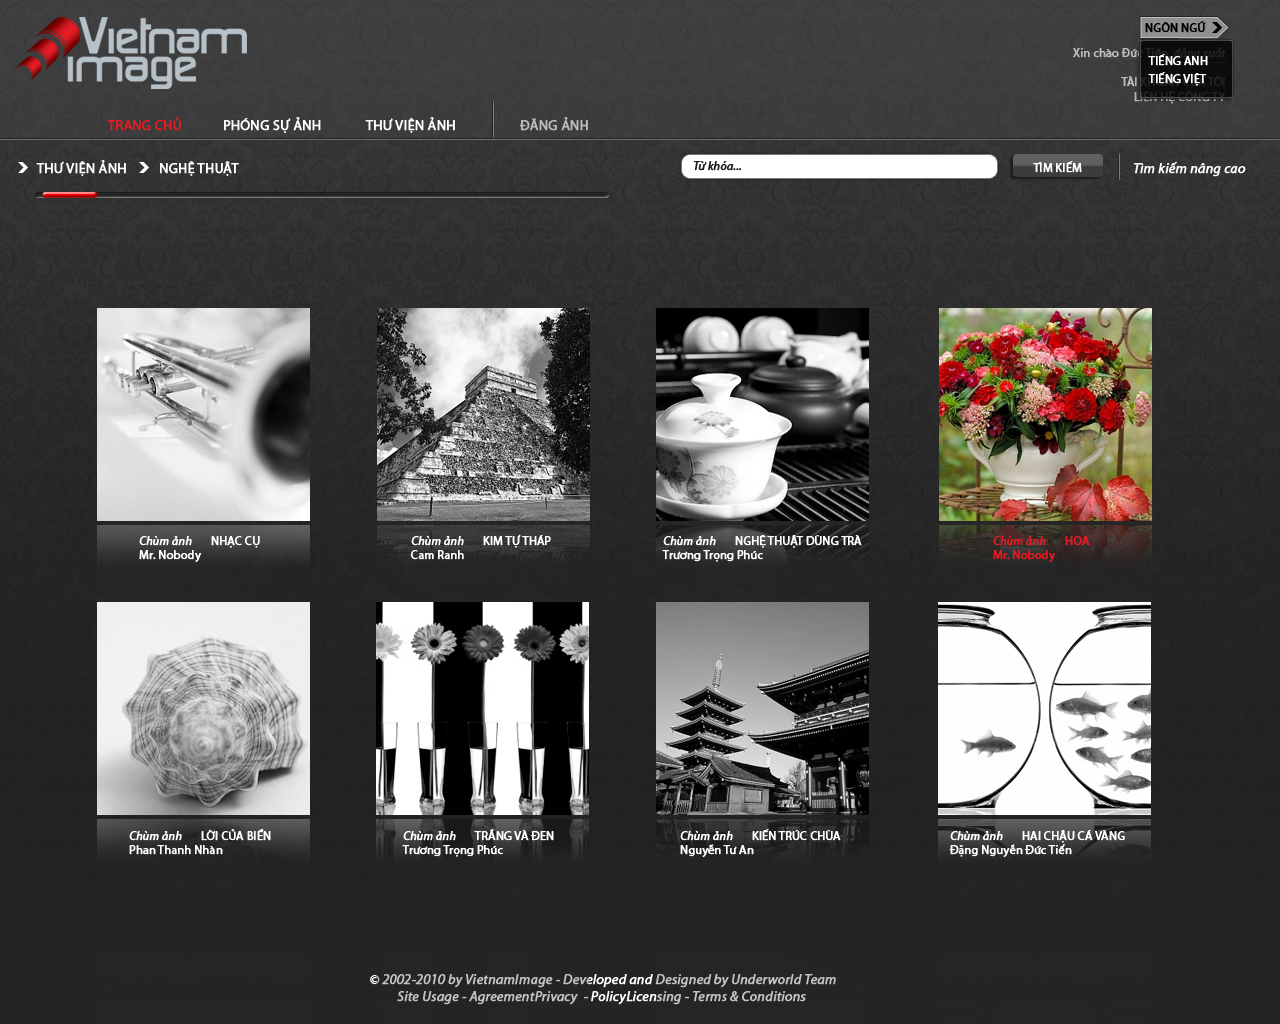 Vietnam
image
NGÔN NGỮ
Xin chào Đức
TIẾNG ANH
TIẾNG VIỆT
LIÊN HỆ CÔNG TY
TRANG CHỦ
PHÓNG SỰ ẢNH
THƯ VIỆN ẢNH
ĐĂNG ẢNH
THƯ VIỆN ẢNH
NGHỆ THUẬT
Từ khóa...
TÌM KIẾM
Tìm kiếm nâng cao
Chùm ảnh NHẠC CỤ
Mr. Nobody
Chùm ảnh KIM TỰ THÁP
Cam Ranh
Chùm ảnh NGHỆ THUẬT DÙNG TRÀ
Trương Trọng Phúc
Chùm ảnh HOA
Mr. Nobody
Chùm ảnh LỜI CỦA BIỂN
Phan Thanh Nhàn
Chùm ảnh TRẮNG VÀ ĐEN
Trương Trọng Phúc
Chùm ảnh KIẾN TRÚC CHÙA
Nguyễn Tư An
Chùm ảnh HAI CHẬU CÁ VÀNG
Đặng Nguyễn Đức Tiến
© 2002-2010 by VietnamImage - Developed and Designed by Underworld Team
Site Usage - AgreementPrivacy - PolicyLicensing - Terms & Conditions